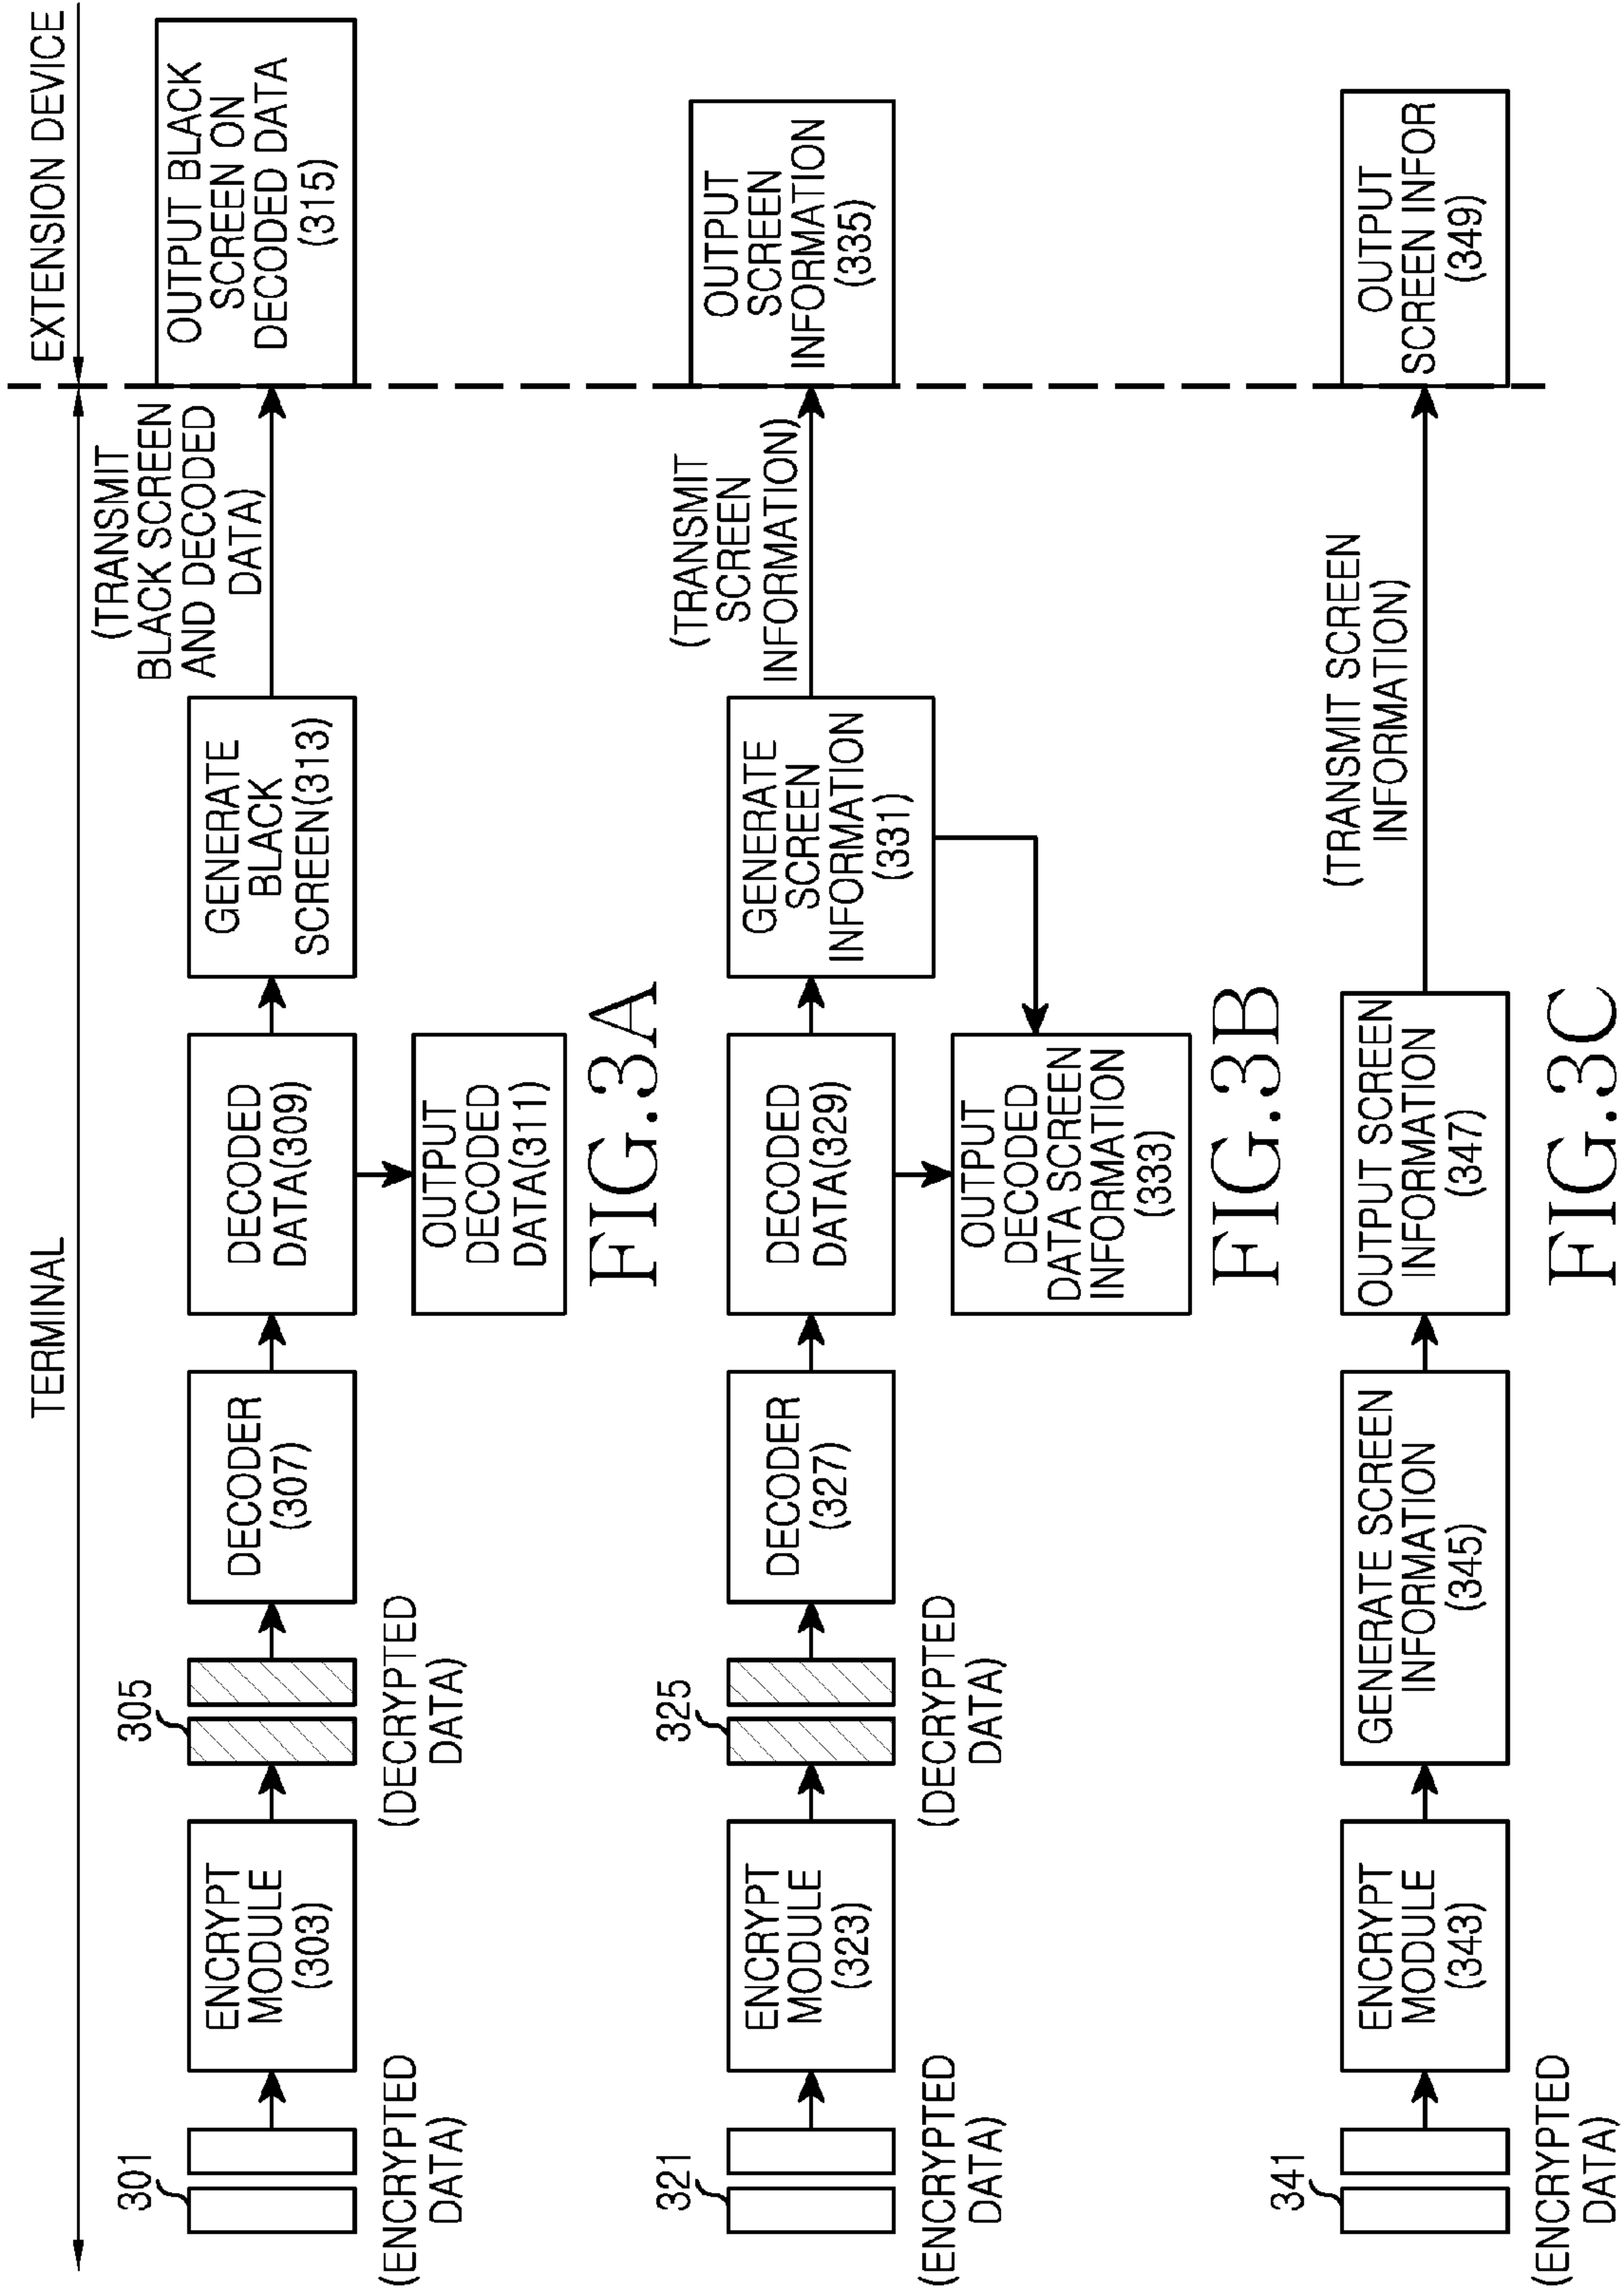 TERMINAL
EXTENSION DEVICE
301
(ENCRYPTED
DATA)
ENCRYPT
MODULE
(303)
305
(DECRYPTED
DATA)
DECODER
(307)
DECODED
DATA(309)
OUTPUT
DECODED
DATA(311)
GENERATE
BLACK
SCREEN(313)
(TRANSMIT
BLACK SCREEN
AND DECODED
DATA)
OUTPUT BLACK
SCREEN ON
DECODED DATA
(315)
FIG.3A
321
(ENCRYPTED
DATA)
ENCRYPT
MODULE
(323)
325
(DECRYPTED
DATA)
DECODER
(327)
DECODED
DATA(329)
GENERATE
SCREEN
INFORMATION
(331)
OUTPUT
DECODED
DATA SCREEN
INFORMATION
(333)
(TRANSMIT
SCREEN
INFORMATION)
OUTPUT
SCREEN
INFORMATION
(335)
FIG.3B
341
(ENCRYPTED
DATA)
ENCRYPT
MODULE
(343)
GENERATE SCREEN
INFORMATION
(345)
OUTPUT SCREEN
INFORMATION
(347)
(TRANSMIT SCREEN
INFORMATION)
OUTPUT
SCREEN INFOR
(349)
FIG.3C